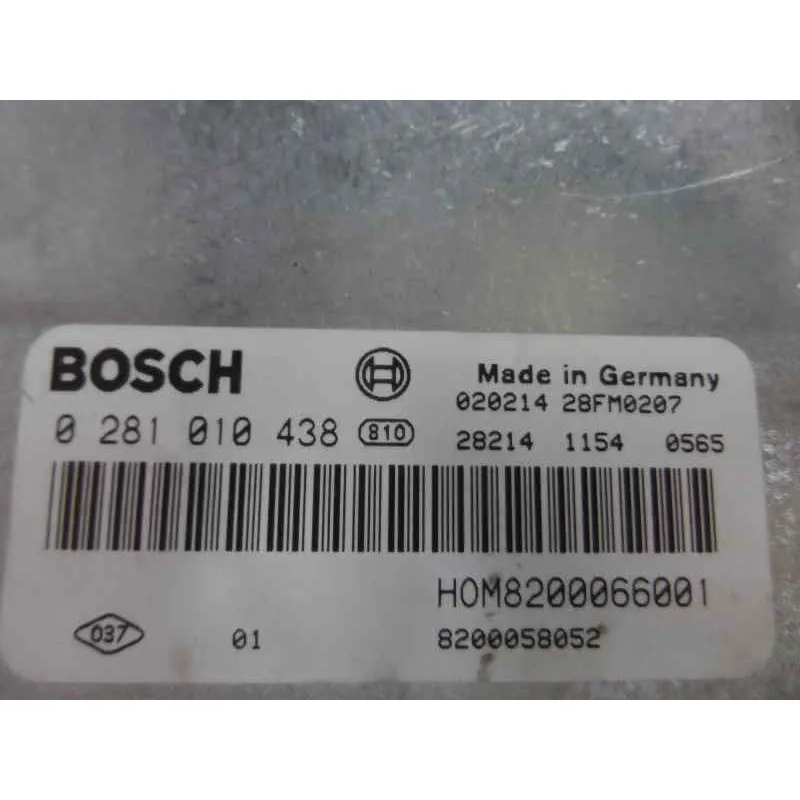 BOSCH
Made in Germany
020214 28FM0207
0 281 010 438 810
28214 1154 0565
HOM8200066001
037 01 8200058052